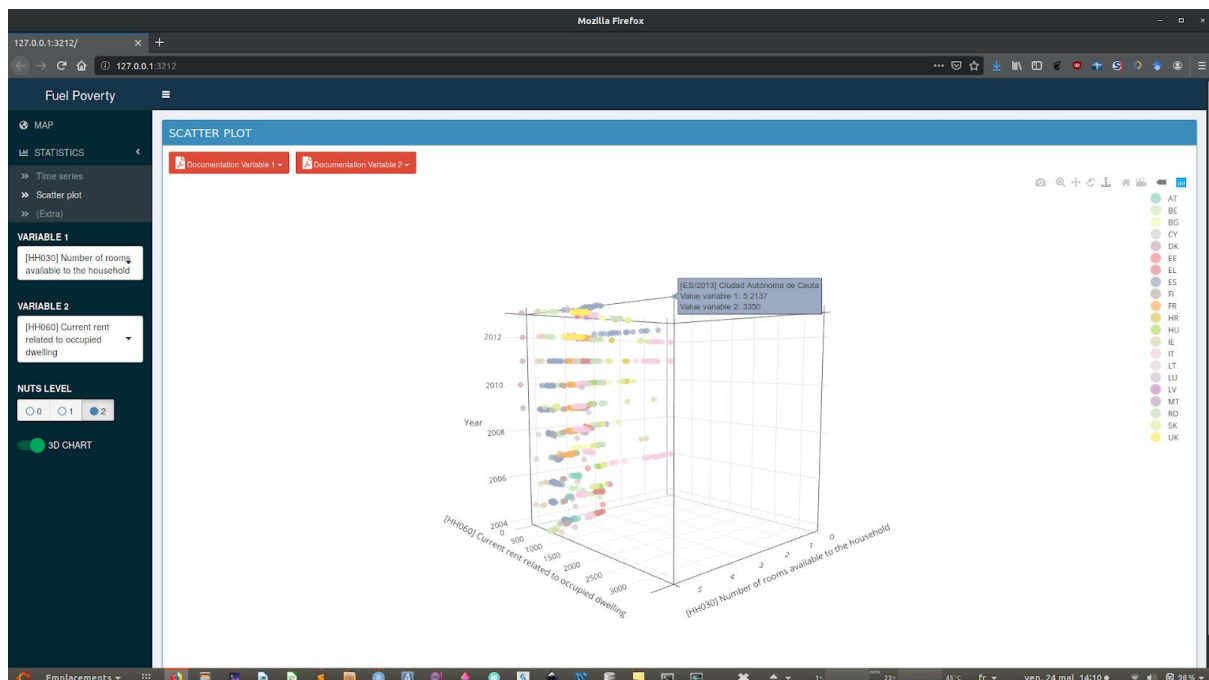 Mozilla Firefox
127.0.0.1:3212/
127.0.0.1:3212
Fuel Poverty
MAP
STATISTICS
Time series
Scatter plot
(Extra)
VARIABLE 1
[HH030] Number of rooms
available to the household
VARIABLE 2
[HH060] Current rent
related to occupied
dwelling
NUTS LEVEL
0 1 2
3D CHART
SCATTER PLOT
Documentation Variable 1 Documentation Variable 2
[ES/2013] Ciudad Autónoma de Ceuta
Value variable 1: 5.2137
Value variable 2: 3350
2012
2010
Year
2008
2006
2004
0
500
1000
1500
2000
2500
3000
[HH060] Current rent related to occupied dwelling
5
4
3
2
1
0
[HH030] Number of rooms available to the household
AT
BE
BG
CY
DK
EE
EL
ES
FI
FR
HR
HU
IE
IT
LT
LU
LV
MT
RO
SK
UK
Emplacements 23% 45°C fr ven. 24 mai 14:10 98 %